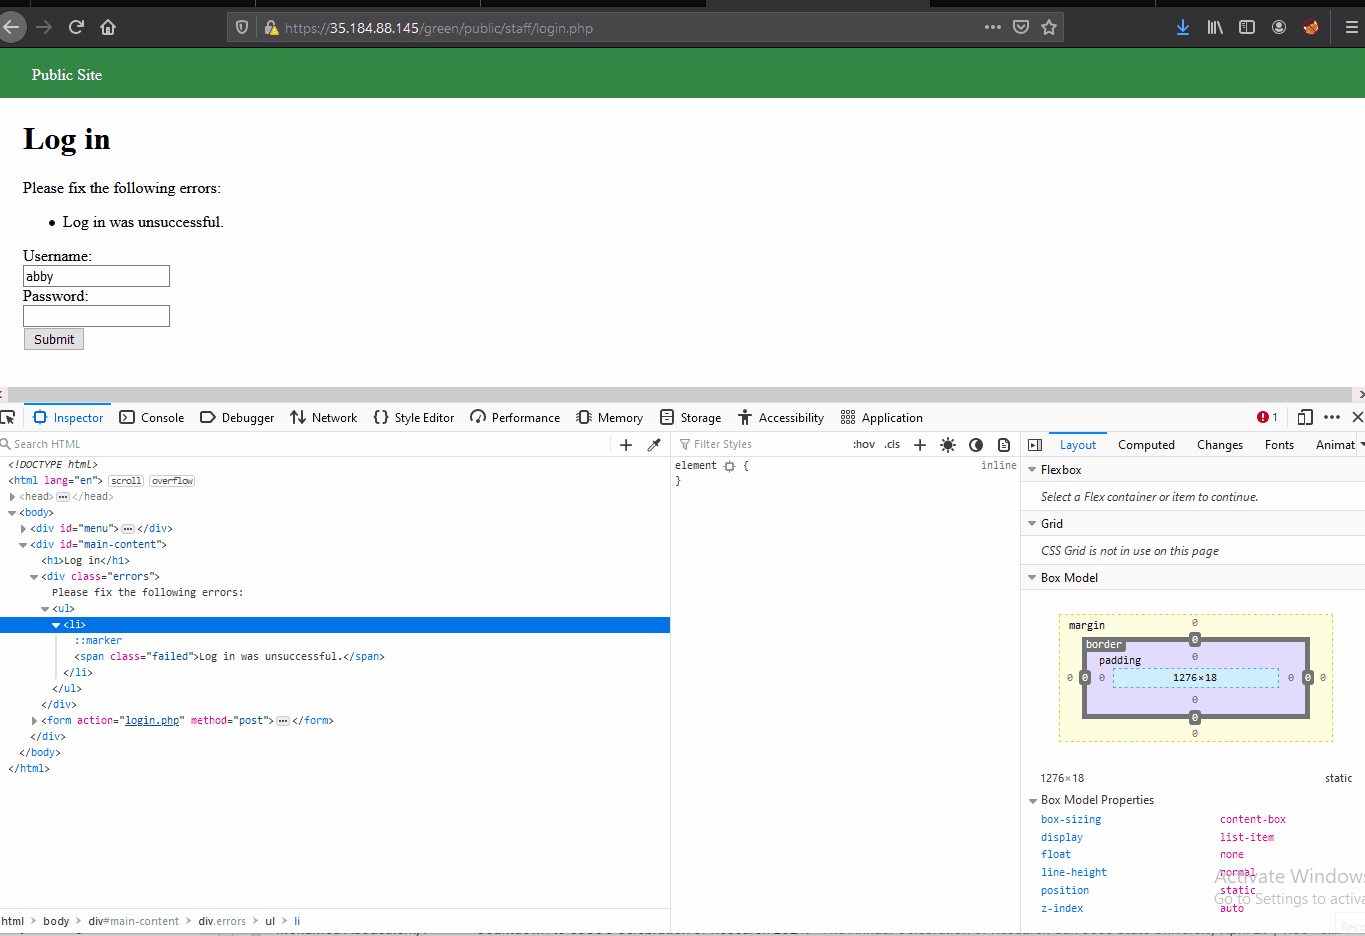 https://35.184.88.145/green/public/staff/login.php
Public Site
Log in
Please fix the following errors:
• Log in was unsuccessful.
Username:
abby
Password:
Submit
Inspector Console Debugger Network Style Editor Performance Memory Storage Accessibility Application 1
Search HTML
Filter Styles :hov .cls
Layout Computed Changes Fonts Animat
<!DOCTYPE html>
<html lang="en"> scroll overflow
<head> ••• </head>
<body>
<div id="menu"> ••• </div>
<div id="main-content">
<h1>Log in</h1>
<div class="errors">
Please fix the following errors:
<ul>
<li>
::marker
<span class="failed">Log in was unsuccessful.</span>
</li>
</ul>
</div>
<form action="login.php" method="post"> ••• </form>
</div>
</body>
</html>
html > body > div#main-content > div.errors > ul > li
element { inline
}
Flexbox
Select a Flex container or item to continue.
Grid
CSS Grid is not in use on this page
Box Model
margin 0
border 0
padding 0
0 0 0 1276×18 0 0 0
0
0
0
1276×18 static
Box Model Properties
box-sizing content-box
display list-item
float none
line-height normal
position static
z-index auto
Activate Window
Go to Settings to activa